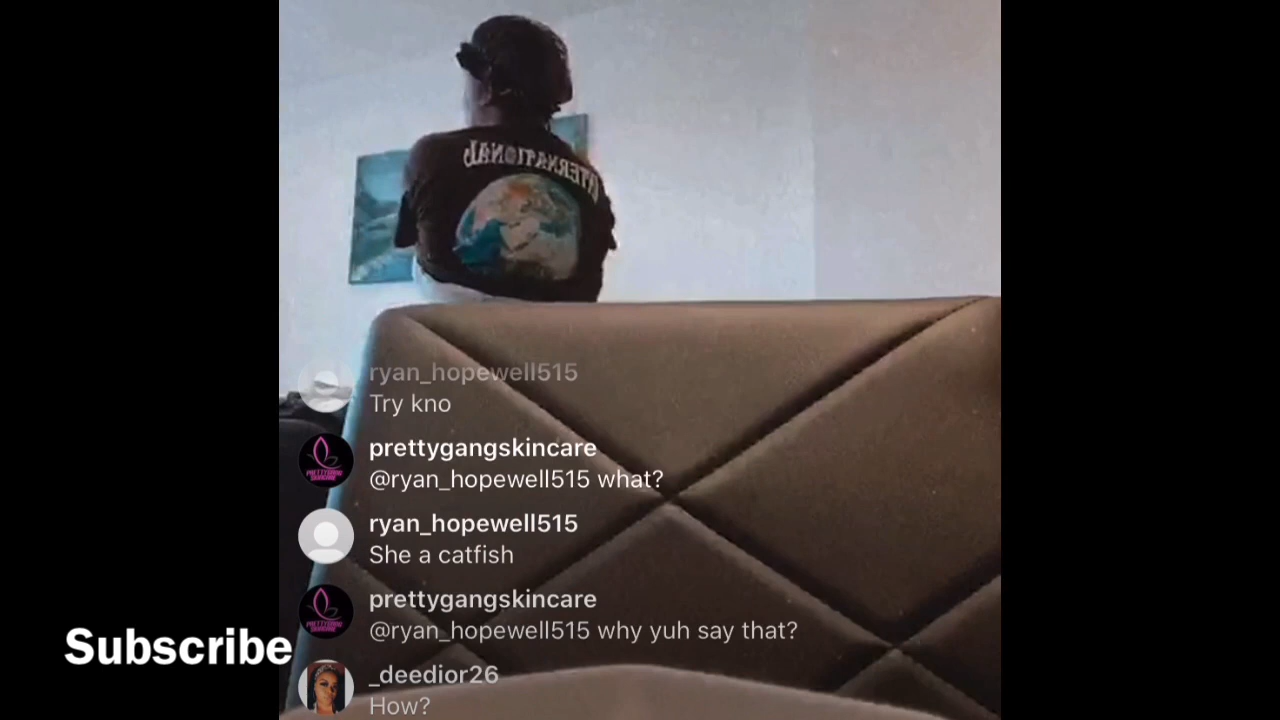 INTERNATIONAL
ryan_hopewell515
Try kno
prettygangskincare
@ryan_hopewell515 what?
ryan_hopewell515
She a catfish
prettygangskincare
@ryan_hopewell515 why yuh say that?
Subscribe
_deedior26
How?